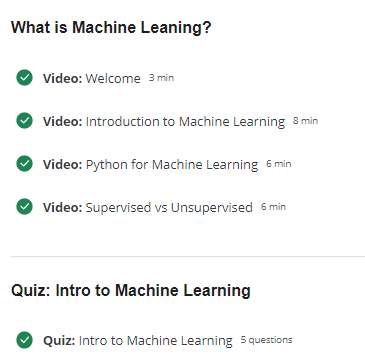 What is Machine Leaning?
Video: Welcome 3 min
Video: Introduction to Machine Learning 8 min
Video: Python for Machine Learning 6 min
Video: Supervised vs Unsupervised 6 min
Quiz: Intro to Machine Learning
Quiz: Intro to Machine Learning 5 questions